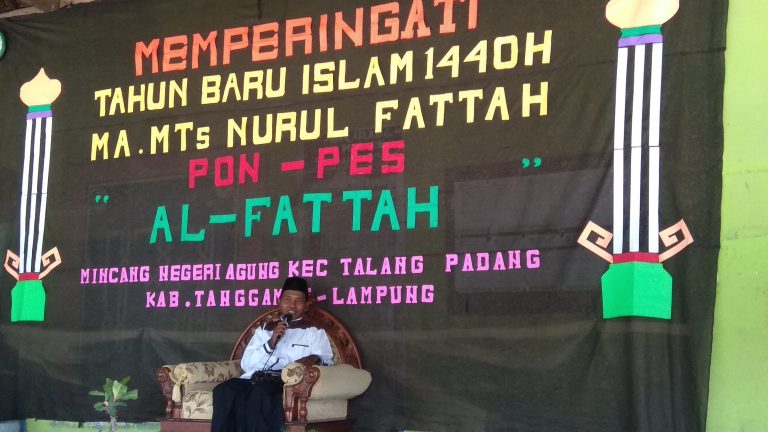 MEMPERINGATI
TAHUN BARU ISLAM 1440H
MA.MTs NURUL FATTAH
PON-PES
" AL-FATTAH "
MINCANG NEGERI AGUNG KEC TALANG PADANG
KAB.TANGGAMUS-LAMPUNG